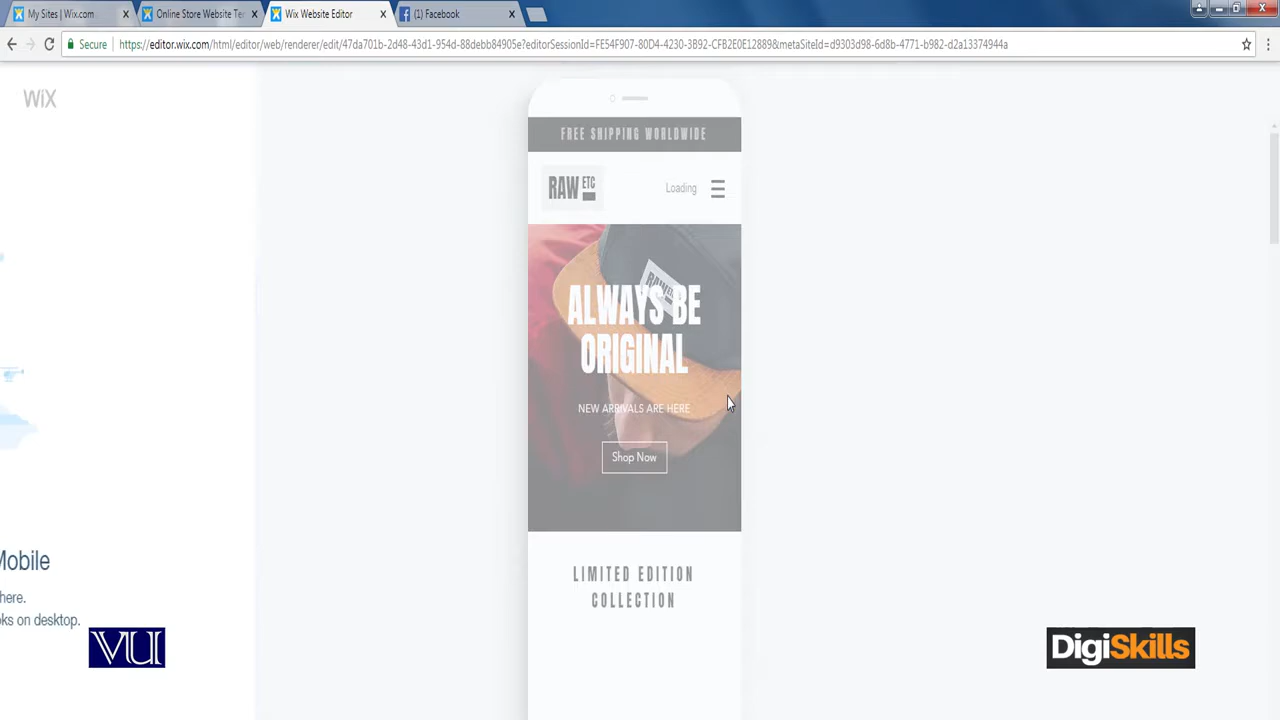 My Sites | Wix.com
Online Store Website Te
Wix Website Editor
(1) Facebook
Secure
https://editor.wix.com/html/editor/web/renderer/edit/47da701b-2d48-43d1-954d-88debb84905e?editorSessionId=FE54F907-80D4-4230-3B92-CFB2E0E12889&metaSiteId=d9303d98-6d8b-4771-b982-d2a13374944a
WiX
FREE SHIPPING WORLDWIDE
RAW ETC
Loading
RAW
ALWAYS BE
ORIGINAL
NEW ARRIVALS ARE HERE
Shop Now
LIMITED EDITION
COLLECTION
Mobile
here.
oks on desktop.
VU
DigiSkills